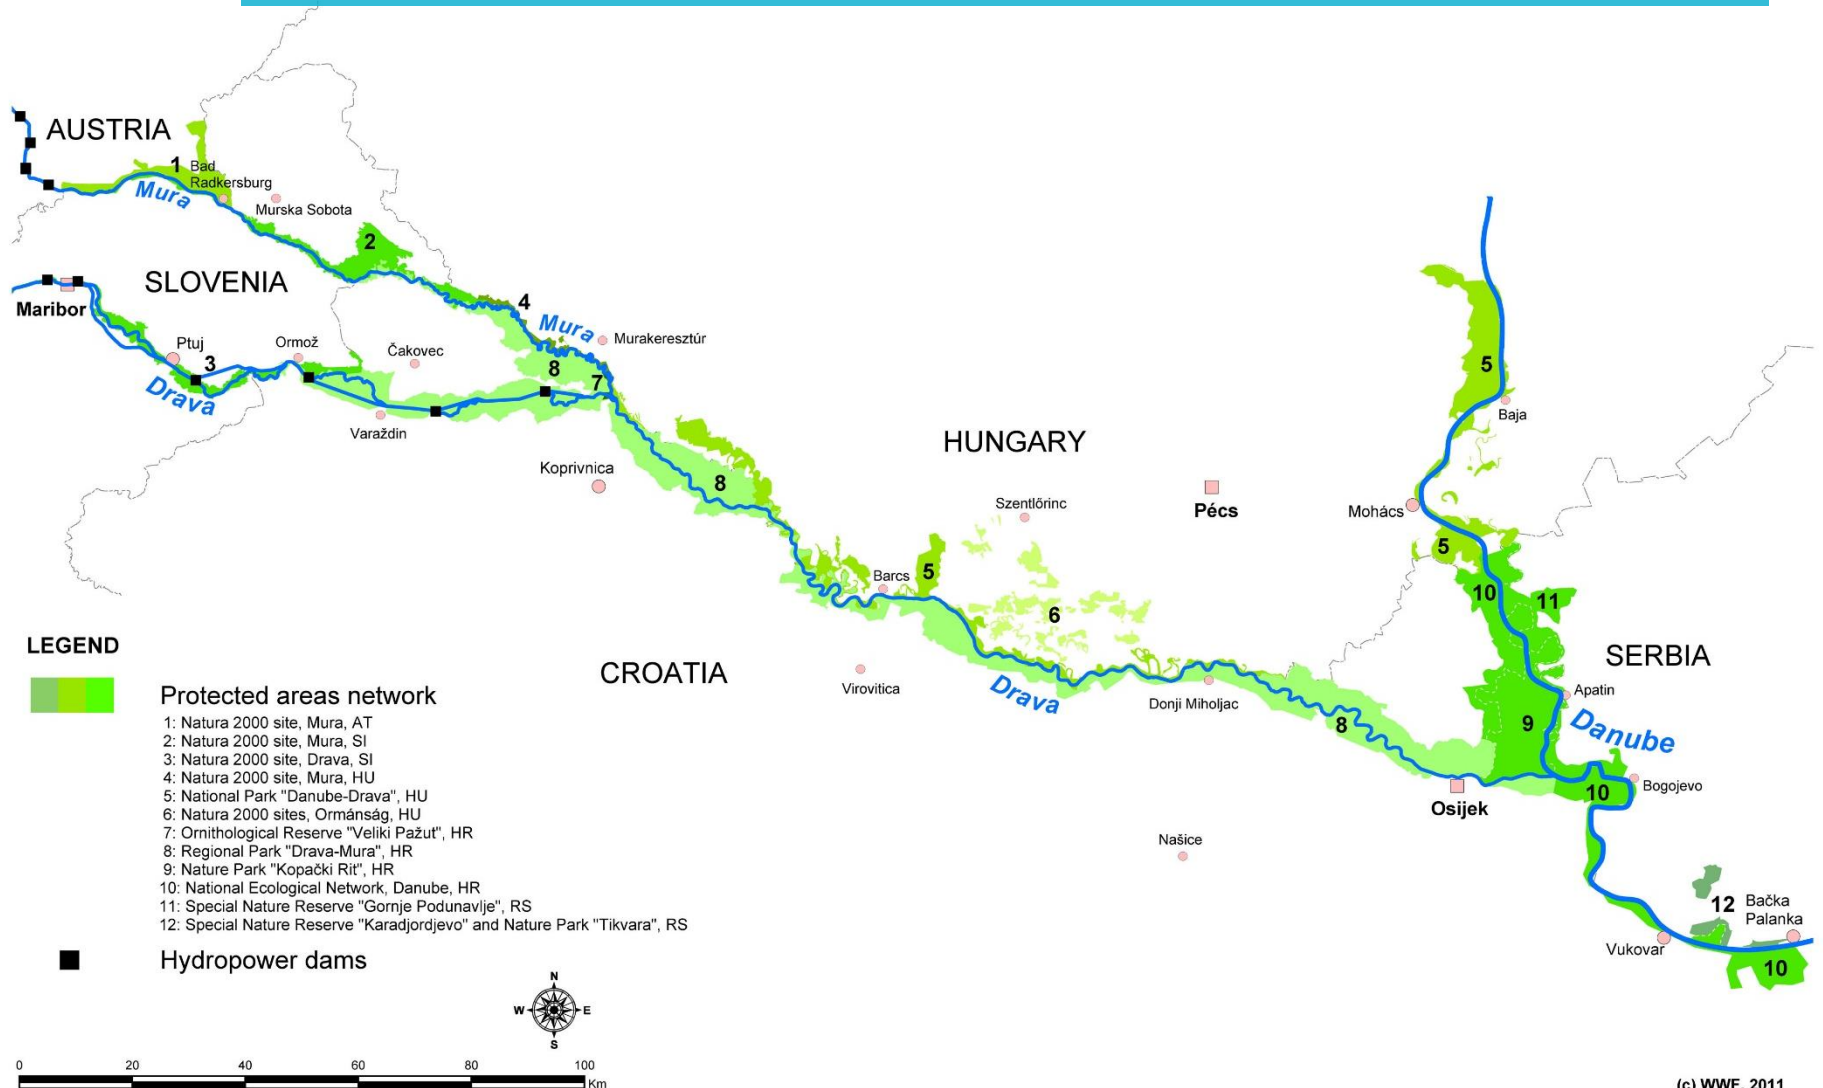 AUSTRIA
1
Bad
Radkersburg
Mura
Murska Sobota
2
SLOVENIA
Maribor
4
Mura
Murakeresztúr
Ptuj
3
Ormož
Čakovec
8
7
Drava
Varaždin
5
Baja
HUNGARY
Koprivnica
8
Szentlőrinc
Pécs
Mohács
5
Barcs
5
10
11
6
LEGEND
CROATIA
SERBIA
Virovitica
Drava
Donji Miholjac
Apatin
8
9
Danube
Protected areas network
1: Natura 2000 site, Mura, AT
2: Natura 2000 site, Mura, SI
3: Natura 2000 site, Drava, SI
4: Natura 2000 site, Mura, HU
5: National Park "Danube-Drava", HU
6: Natura 2000 sites, Ormánság, HU
7: Ornithological Reserve "Veliki Pažut", HR
8: Regional Park "Drava-Mura", HR
9: Nature Park "Kopački Rit", HR
10: National Ecological Network, Danube, HR
11: Special Nature Reserve "Gornje Podunavlje", RS
12: Special Nature Reserve "Karadjordjevo" and Nature Park "Tikvara", RS
Osijek
10
Bogojevo
Našice
12
Bačka
Palanka
Vukovar
10
Hydropower dams
N
W
E
S
0 20 40 60 80 100
Km
(c) WWF, 2011